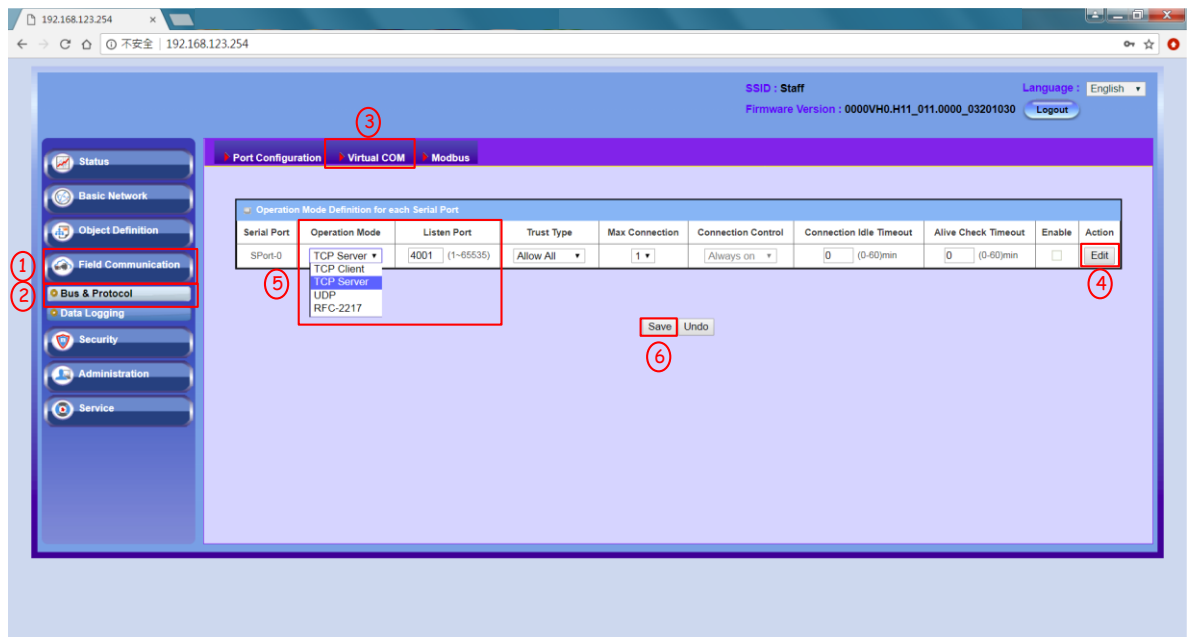 192.168.123.254 ×
不安全 | 192.168.123.254
SSID : Staff
Language : English
Firmware Version : 0000VH0.H11_011.0000_03201030
Logout
3
Port Configuration Virtual COM Modbus
Status
Basic Network
Object Definition
1
Field Communication
2
Bus & Protocol
Data Logging
Security
Administration
Service
Operation Mode Definition for each Serial Port
Serial Port Operation Mode Listen Port Trust Type Max Connection Connection Control Connection Idle Timeout Alive Check Timeout Enable Action
SPort-0 TCP Server 4001 (1~65535) Allow All 1 Always on 0 (0-60)min 0 (0-60)min Edit
TCP Client
TCP Server
UDP
RFC-2217
5
4
Save Undo
6